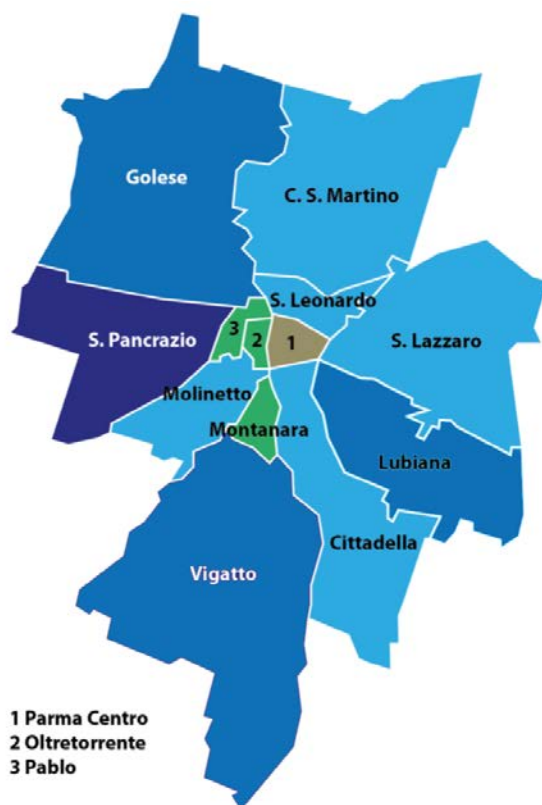 Golese
C. S. Martino
S. Leonardo
S. Pancrazio
3
2
1
S. Lazzaro
Molinetto
Montanara
Lubiana
Cittadella
Vigatto
1 Parma Centro
2 Oltretorrente
3 Pablo